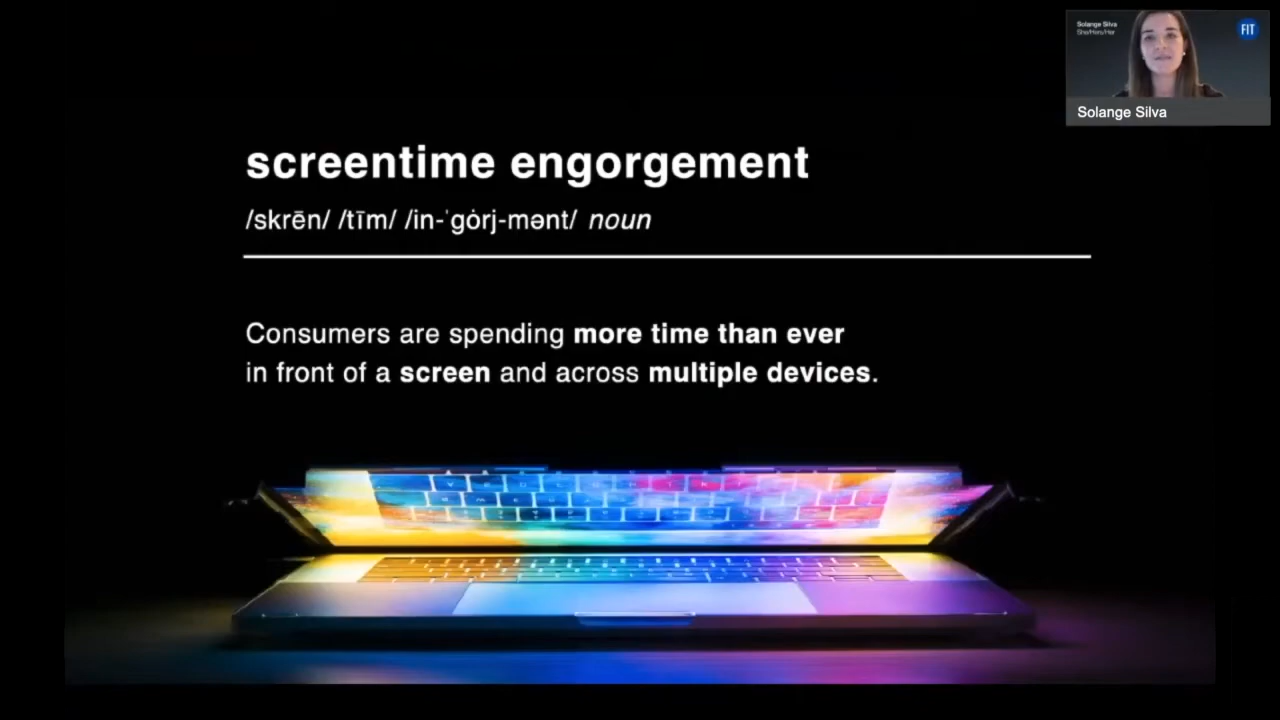 Solange Silva
She/Hers/Her
FIT
Solange Silva
screentime engorgement
/skrēn/ /tīm/ /in-ˈgȯrj-mənt/ noun
Consumers are spending more time than ever
in front of a screen and across multiple devices.